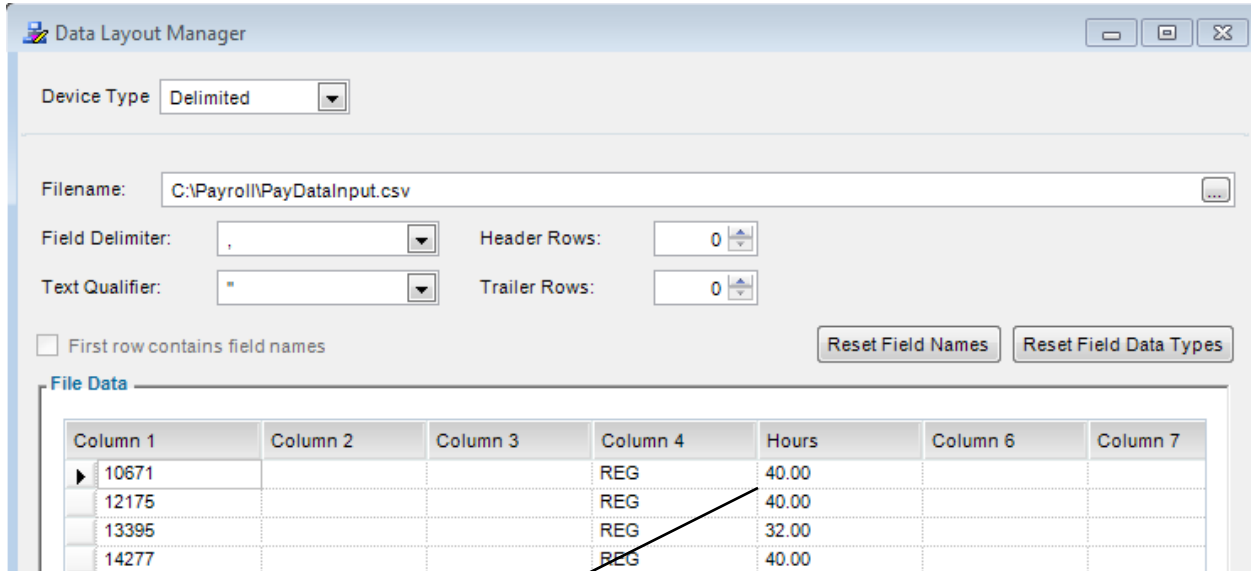 Data Layout Manager
Device Type Delimited
Filename: C:\Payroll\PayDataInput.csv ...
Field Delimiter: , Header Rows: 0
Text Qualifier: " Trailer Rows: 0
First row contains field names Reset Field Names Reset Field Data Types
File Data
Column 1 Column 2 Column 3 Column 4 Hours Column 6 Column 7
10671 REG 40.00
12175 REG 40.00
13395 REG 32.00
14277 REG 40.00